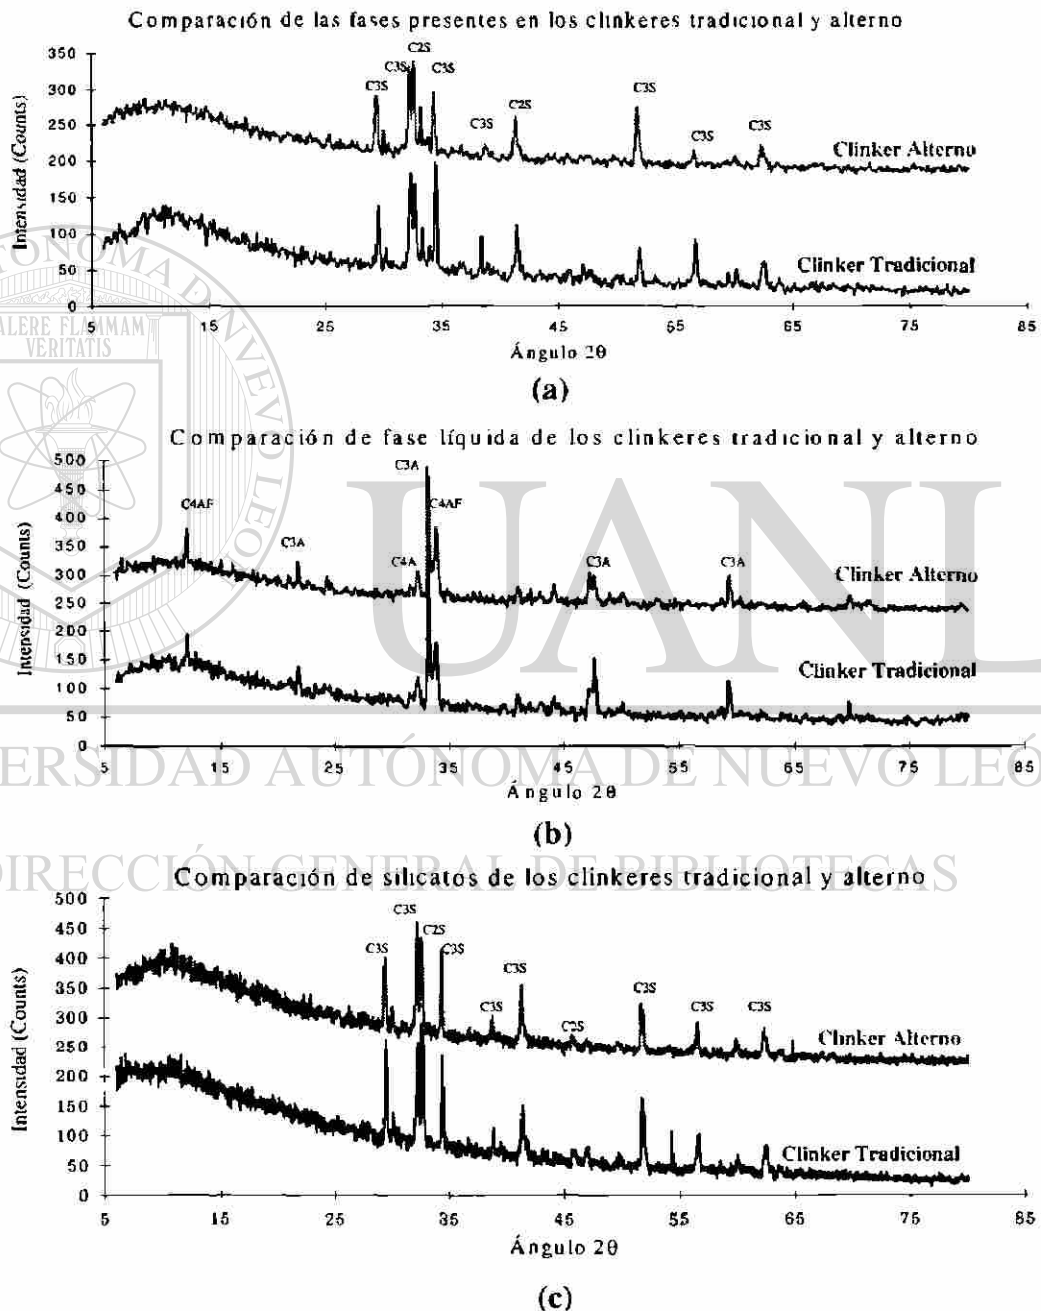 Comparación de las fases presentes en los clinkeres tradicional y alterno
350
300
250
200
150
100
50
0
Intensidad (Counts)
C3S
C3S
C2S
C3S
C3S
C2S
C3S
C3S
C3S
Clinker Alterno
Clinker Tradicional
5 15 25 35 45 55 65 75 85
Ángulo 2θ
(a)
Comparación de fase líquida de los clinkeres tradicional y alterno
500
450
400
350
300
250
200
150
100
50
0
Intensidad (Counts)
C4AF
C3A
C4A
C3A
C4AF
C3A
C3A
Clinker Alterno
Clinker Tradicional
5 15 25 35 45 55 65 75 85
Ángulo 2θ
(b)
Comparación de silicatos de los clinkeres tradicional y alterno
500
450
400
350
300
250
200
150
100
50
0
Intensidad (Counts)
C3S
C3S
C2S
C3S
C3S
C3S
C2S
C3S
C3S
C3S
Clinker Alterno
Clinker Tradicional
5 15 25 35 45 55 65 75 85
Ángulo 2θ
(c)
ALERE FLAMMAM
VERITATIS
UANL
ERSIDAD AUTÓNOMA DE NUEVO LEÓ
DIRECCIÓN GENERAL DE BIBLIOTECAS